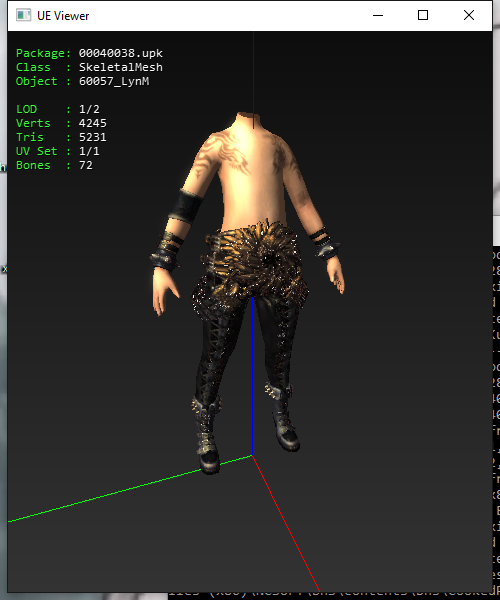 UE Viewer
Package: 00040038.upk
Class : SkeletalMesh
Object : 60057_LynM
LOD : 1/2
Verts : 4245
Tris : 5231
UV Set : 1/1
Bones : 72